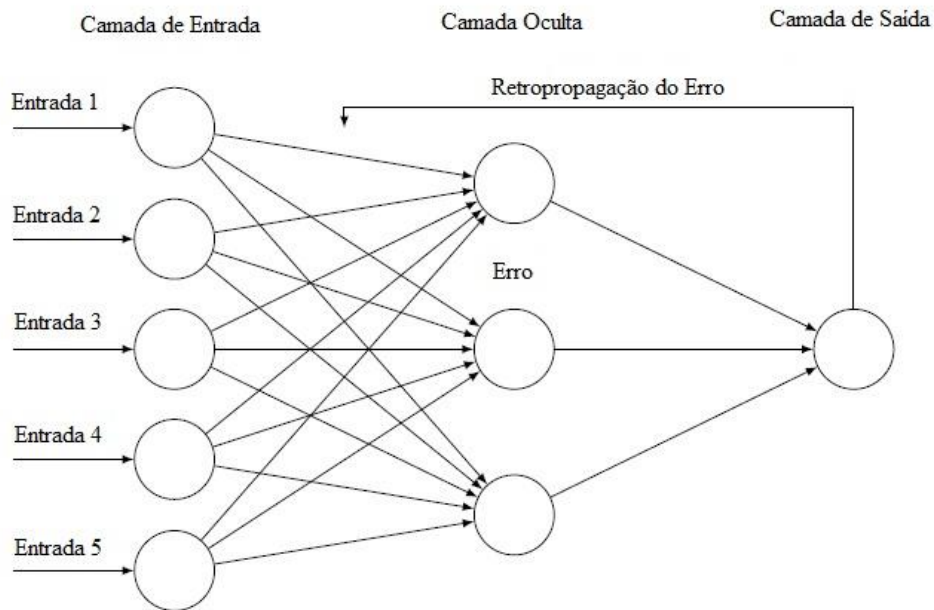 Camada de Entrada
Camada Oculta
Camada de Saída
Retropropagação do Erro
Entrada 1
Entrada 2
Erro
Entrada 3
Entrada 4
Entrada 5